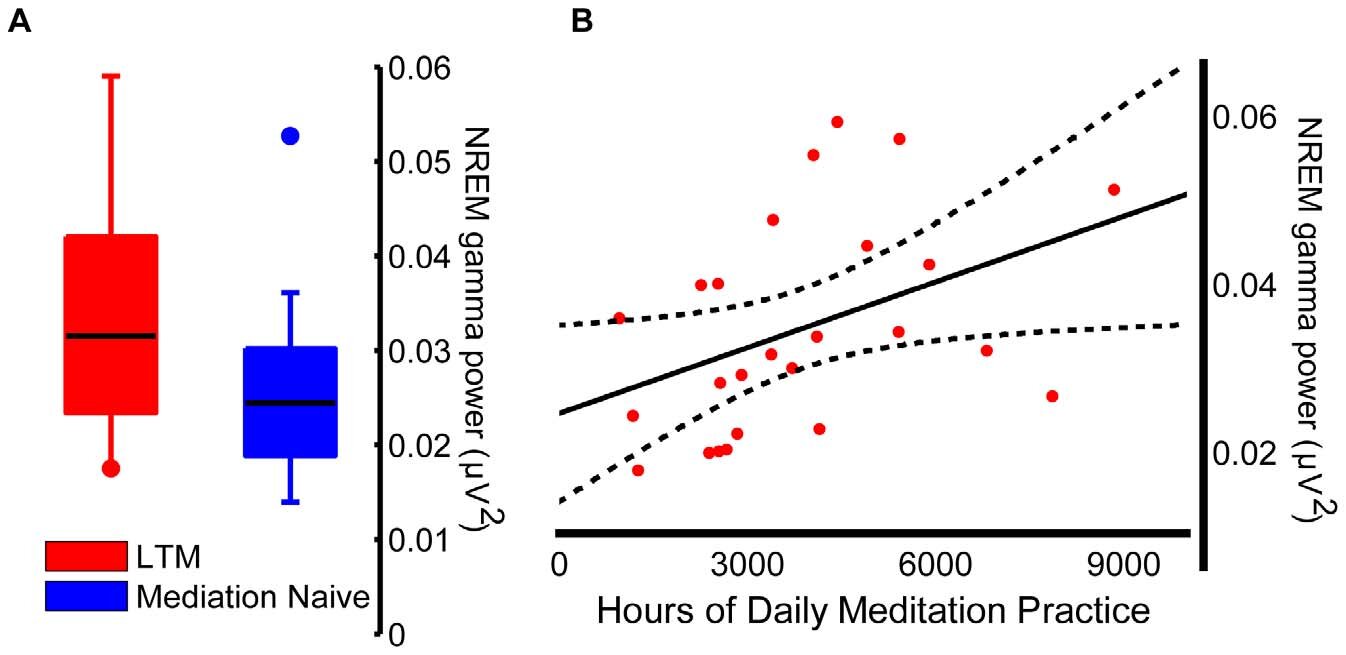 A
0.06
0.05
0.04
0.03
0.02
0.01
0
NREM gamma power (µV2)
LTM
Mediation Naive
B
0.06
0.04
0.02
NREM gamma power (µV2)
0 3000 6000 9000
Hours of Daily Meditation Practice